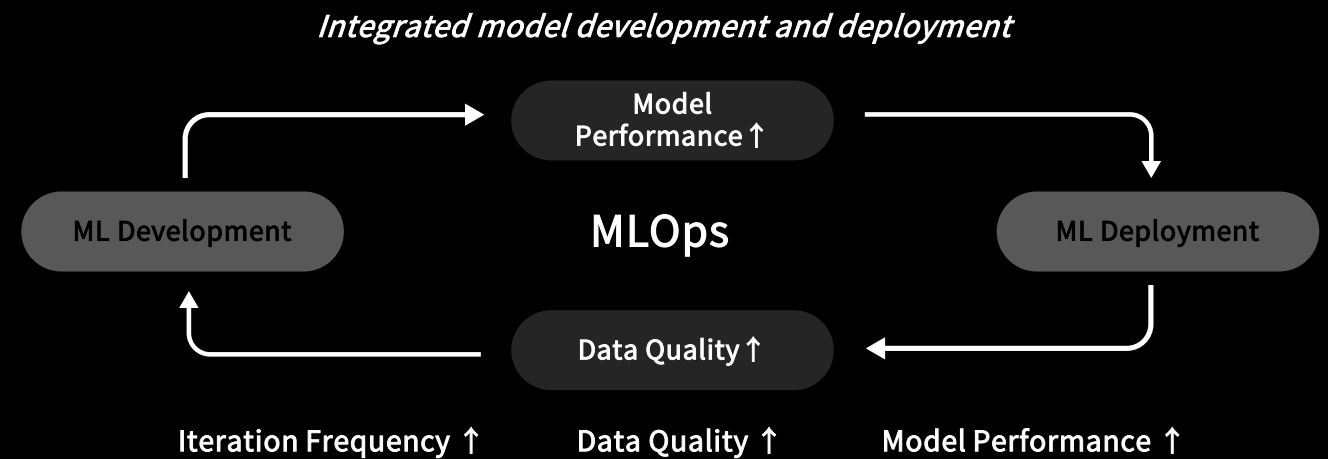 Integrated model development and deployment
Model
Performance ↑
ML Development
MLOps
ML Deployment
Data Quality ↑
Iteration Frequency ↑
Data Quality ↑
Model Performance ↑